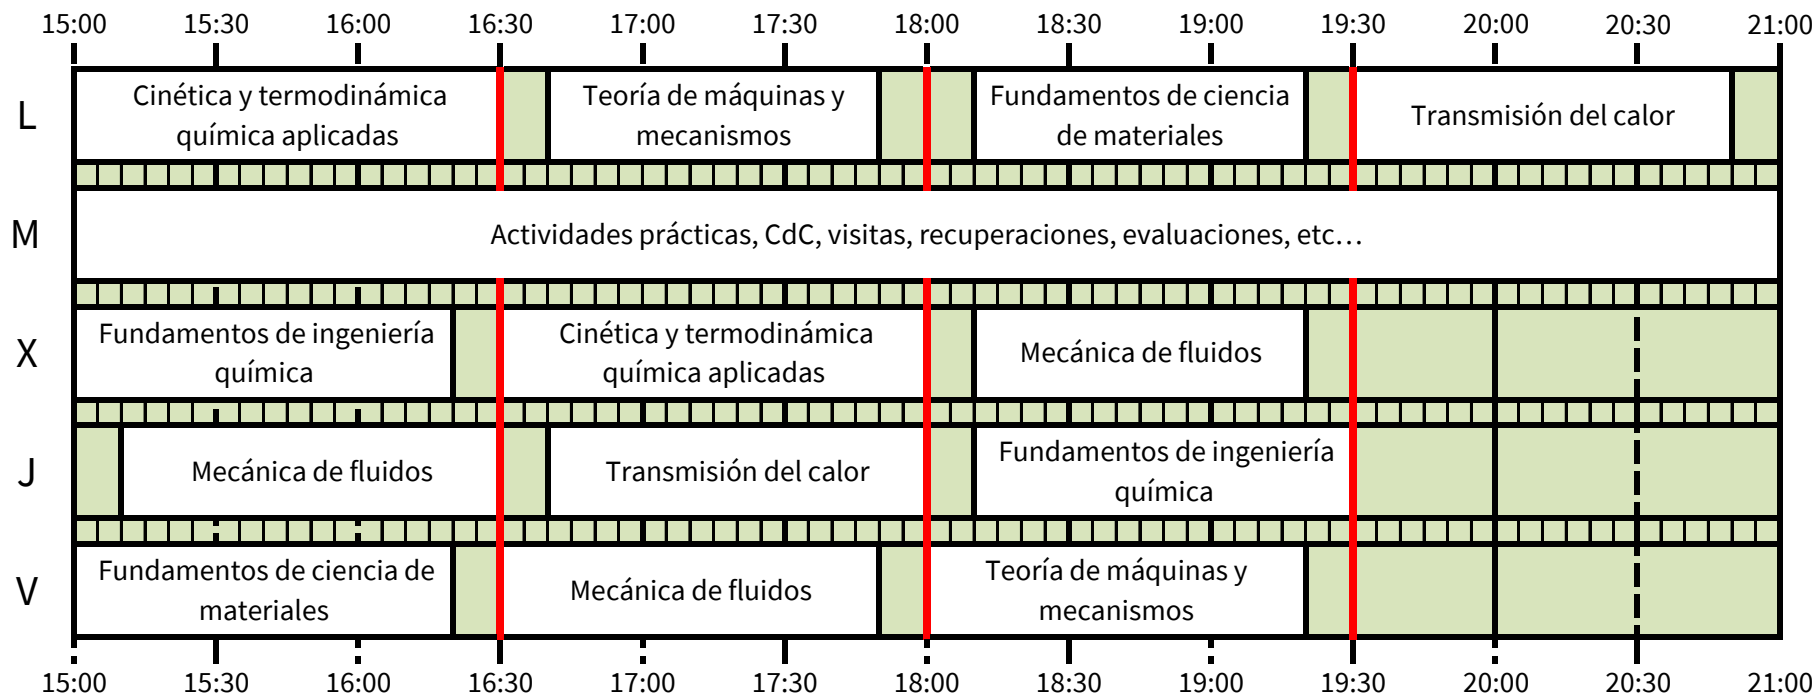 15:00 15:30 16:00 16:30 17:00 17:30 18:00 18:30 19:00 19:30 20:00 20:30 21:00
L
Cinética y termodinámica
química aplicadas
Teoría de máquinas y
mecanismos
Fundamentos de ciencia
de materiales
Transmisión del calor
M
Actividades prácticas, CdC, visitas, recuperaciones, evaluaciones, etc…
X
Fundamentos de ingeniería
química
Cinética y termodinámica
química aplicadas
Mecánica de fluidos
J
Mecánica de fluidos
Transmisión del calor
Fundamentos de ingeniería
química
V
Fundamentos de ciencia de
materiales
Mecánica de fluidos
Teoría de máquinas y
mecanismos
15:00 15:30 16:00 16:30 17:00 17:30 18:00 18:30 19:00 19:30 20:00 20:30 21:00